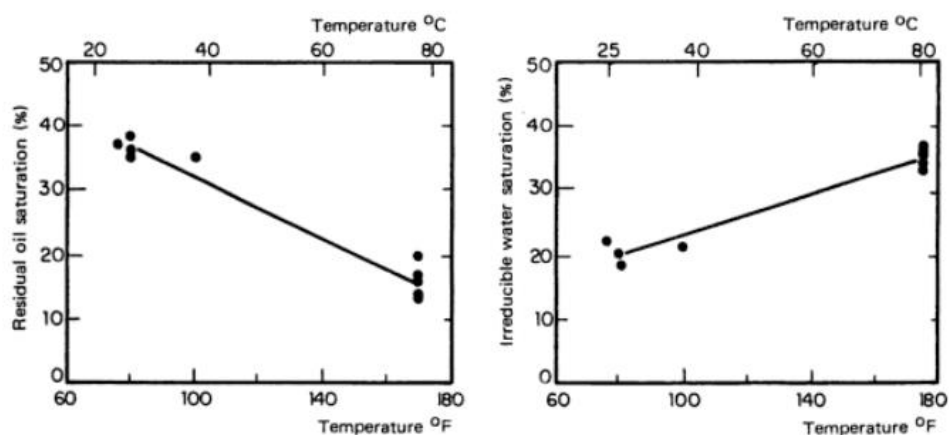 Temperature °C
20 40 60 80
50
40
30
20
10
0
Residual oil saturation (%)
60 100 140 180
Temperature °F
Temperature °C
25 40 60 80
50
40
30
20
10
0
Irreducible water saturation (%)
60 100 140 180
Temperature °F